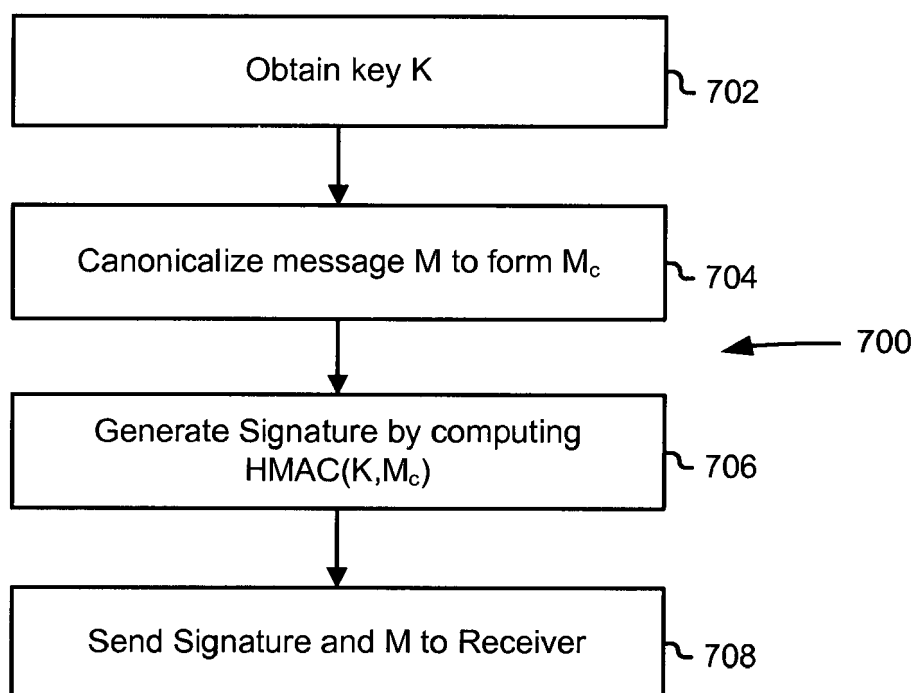 Obtain key K
702
Canonicalize message M to form Mc
704
700
Generate Signature by computing
HMAC(K,Mc)
706
Send Signature and M to Receiver
708